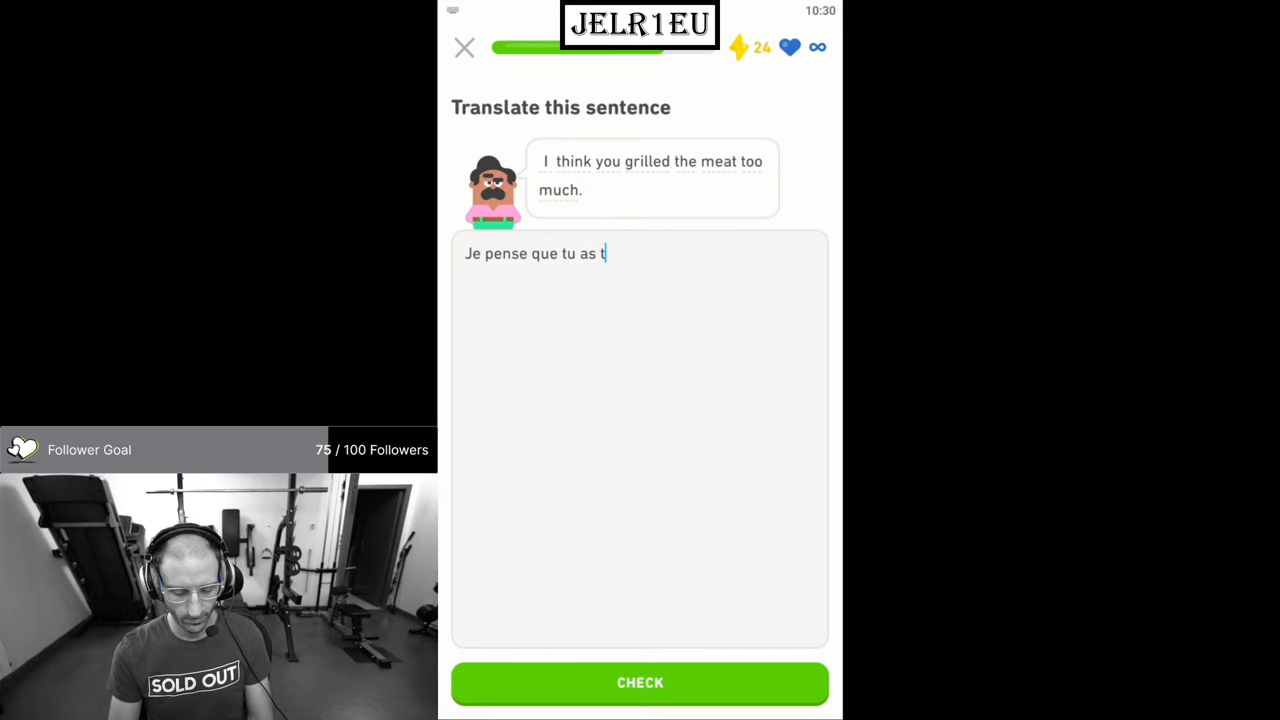 JELR1EU
10:30
24
Translate this sentence
I think you grilled the meat too
much.
Je pense que tu as t
Follower Goal
75 / 100 Followers
SOLD OUT
CHECK